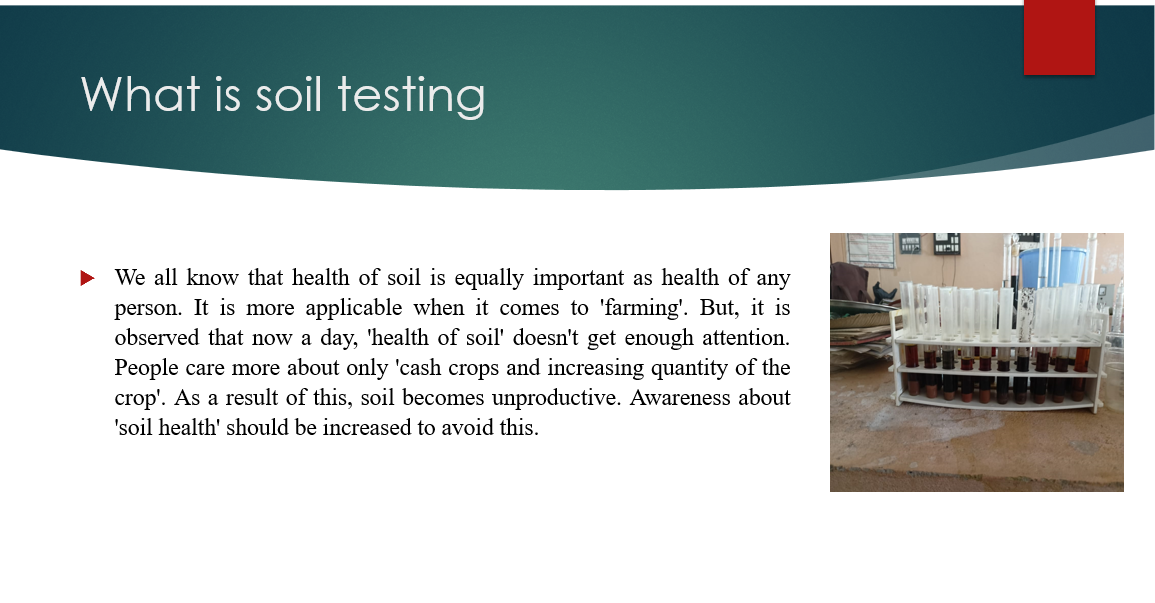 What is soil testing
We all know that health of soil is equally important as health of any
person. It is more applicable when it comes to 'farming'. But, it is
observed that now a day, 'health of soil' doesn't get enough attention.
People care more about only 'cash crops and increasing quantity of the
crop'. As a result of this, soil becomes unproductive. Awareness about
'soil health' should be increased to avoid this.